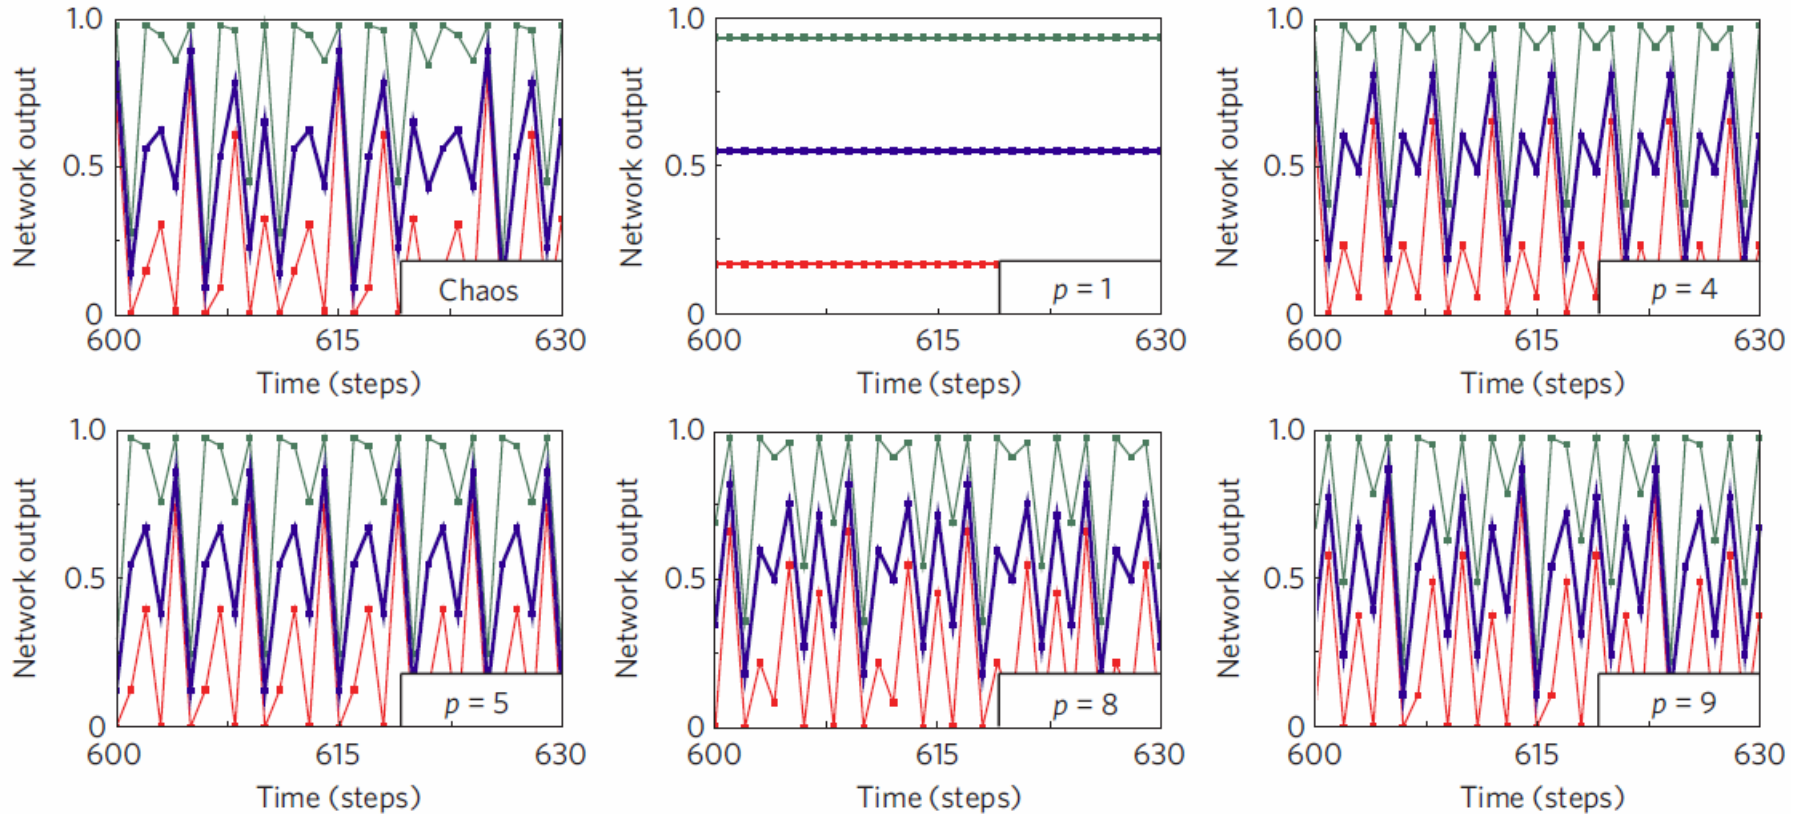 Network output
1.0
0.5
0
Chaos
600
615
630
Time (steps)
Network output
1.0
0.5
0
p = 1
600
615
630
Time (steps)
Network output
1.0
0.5
0
p = 4
600
615
630
Time (steps)
Network output
1.0
0.5
0
p = 5
600
615
630
Time (steps)
Network output
1.0
0.5
0
p = 8
600
615
630
Time (steps)
Network output
1.0
0.5
0
p = 9
600
615
630
Time (steps)